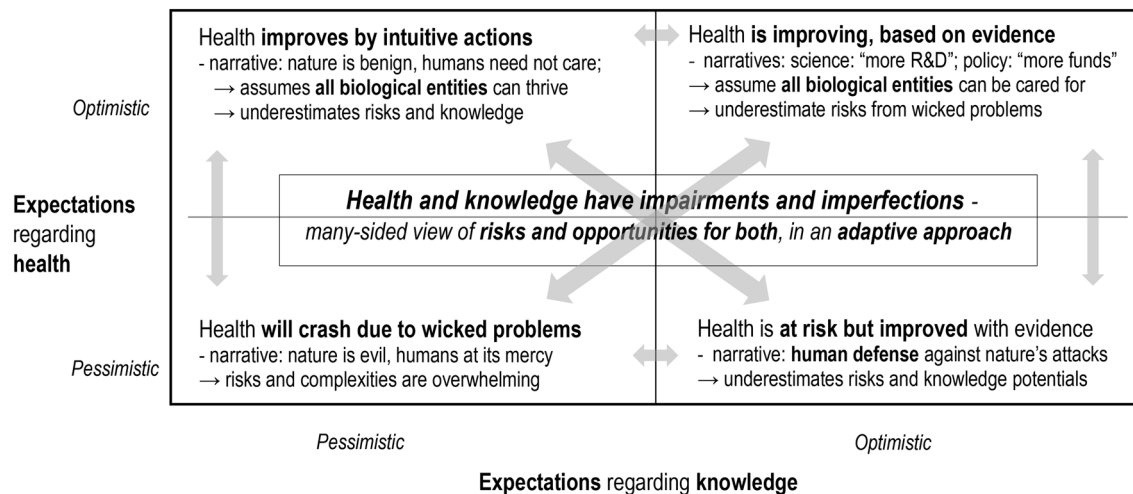 Health improves by intuitive actions
- narrative: nature is benign, humans need not care;
→ assumes all biological entities can thrive
→ underestimates risks and knowledge
Health is improving, based on evidence
- narratives: science: “more R&D”; policy: “more funds”
→ assume all biological entities can be cared for
→ underestimate risks from wicked problems
Optimistic
Expectations
regarding
health
Health and knowledge have impairments and imperfections -
many-sided view of risks and opportunities for both, in an adaptive approach
Pessimistic
Health will crash due to wicked problems
- narrative: nature is evil, humans at its mercy
→ risks and complexities are overwhelming
Health is at risk but improved with evidence
- narrative: human defense against nature’s attacks
→ underestimates risks and knowledge potentials
Pessimistic
Optimistic
Expectations regarding knowledge